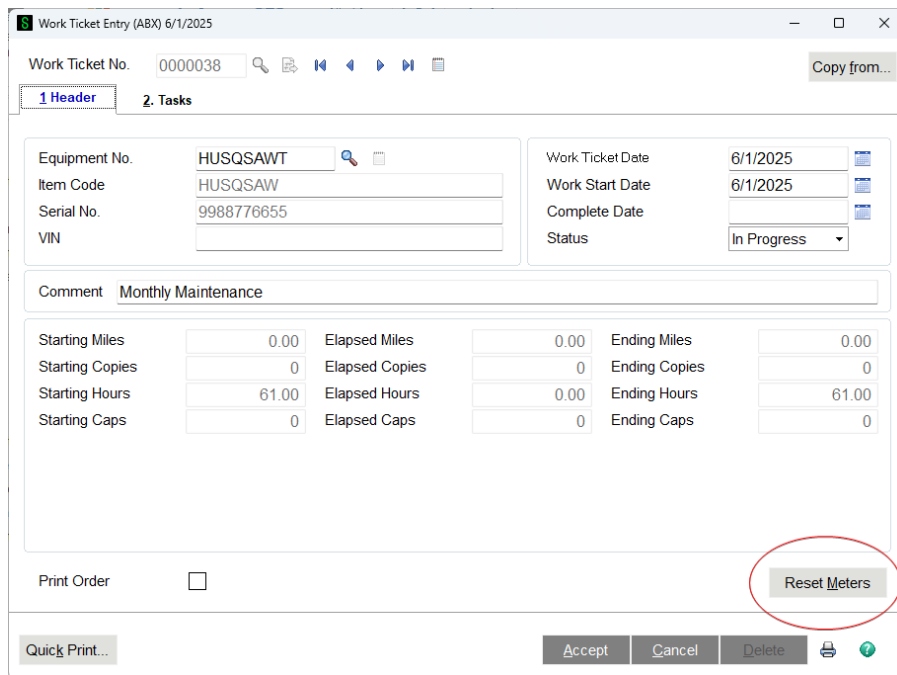 S Work Ticket Entry (ABX) 6/1/2025
Work Ticket No. 0000038 Copy from...
1 Header 2. Tasks
Equipment No. HUSQSAWT Work Ticket Date 6/1/2025
Item Code HUSQSAW Work Start Date 6/1/2025
Serial No. 9988776655 Complete Date
VIN Status In Progress
Comment Monthly Maintenance
Starting Miles 0.00 Elapsed Miles 0.00 Ending Miles 0.00
Starting Copies 0 Elapsed Copies 0 Ending Copies 0
Starting Hours 61.00 Elapsed Hours 0.00 Ending Hours 61.00
Starting Caps 0 Elapsed Caps 0 Ending Caps 0
Print Order Reset Meters
Quick Print... Accept Cancel Delete ?